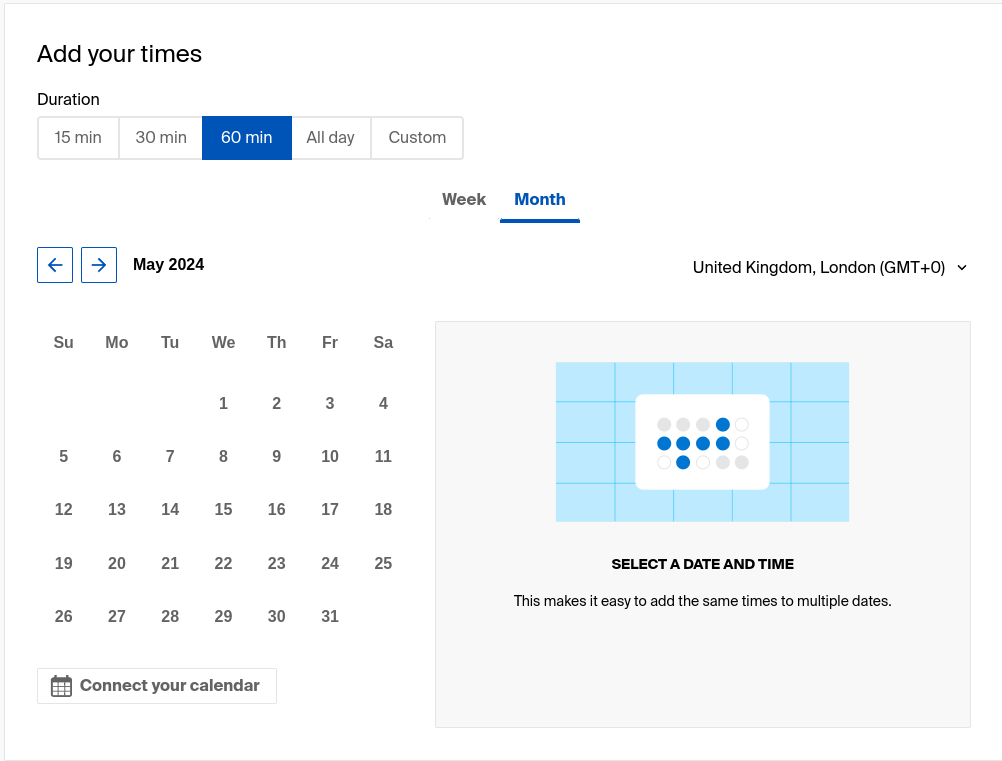 Add your times
Duration
15 min 30 min 60 min All day Custom
Week Month
May 2024
United Kingdom, London (GMT+0)
Su Mo Tu We Th Fr Sa
1 2 3 4
5 6 7 8 9 10 11
12 13 14 15 16 17 18
19 20 21 22 23 24 25
26 27 28 29 30 31
Connect your calendar
SELECT A DATE AND TIME
This makes it easy to add the same times to multiple dates.